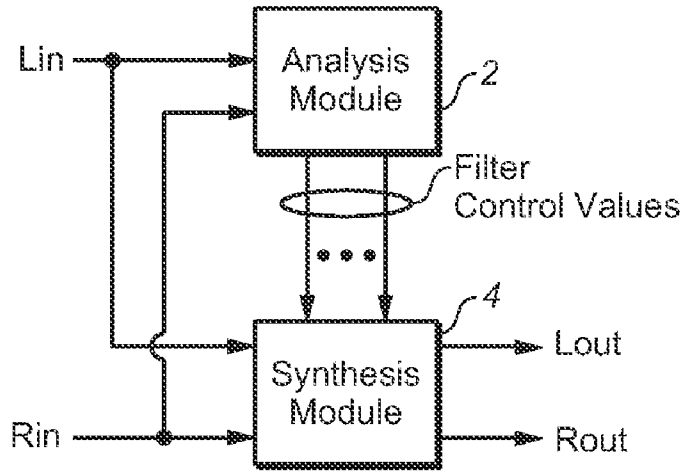 Lin
Analysis
Module
2
Filter
Control Values
4
Synthesis
Module
Lout
Rin
Rout